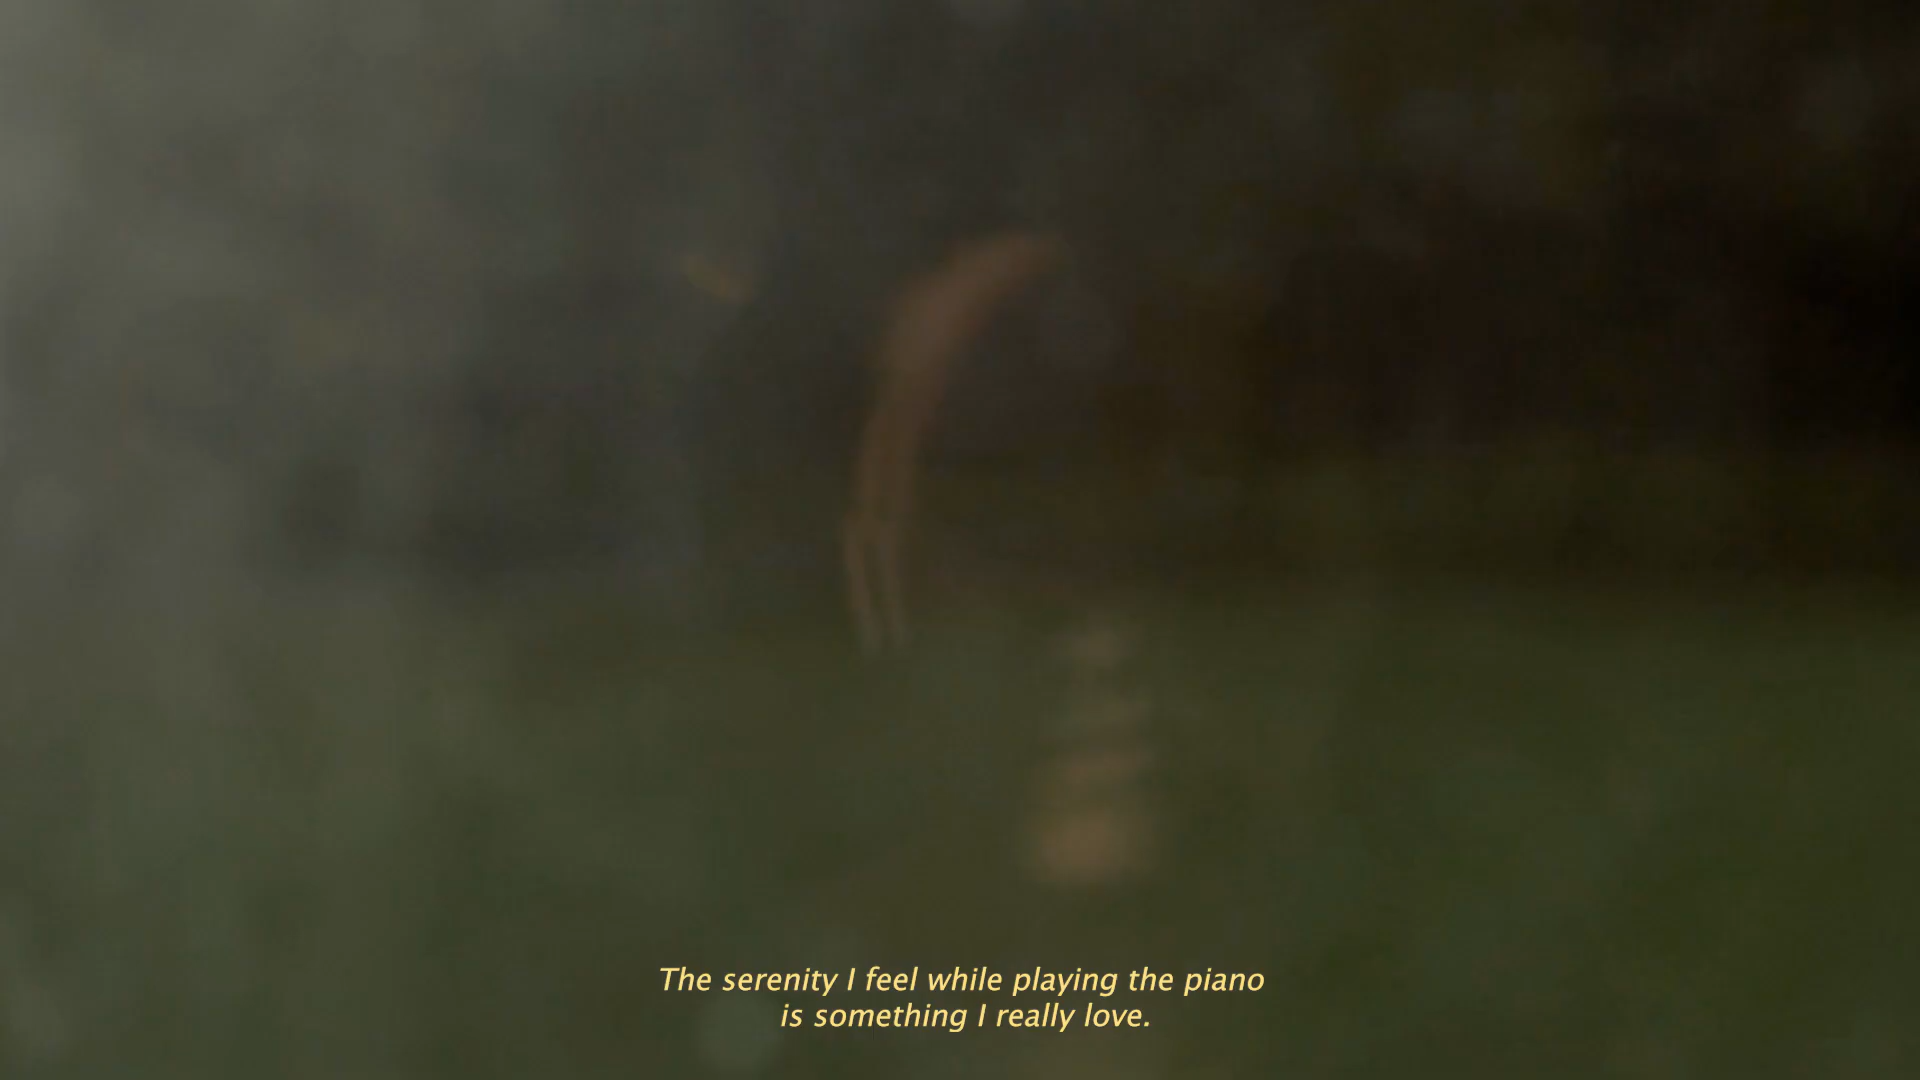 The serenity I feel while playing the piano
is something I really love.